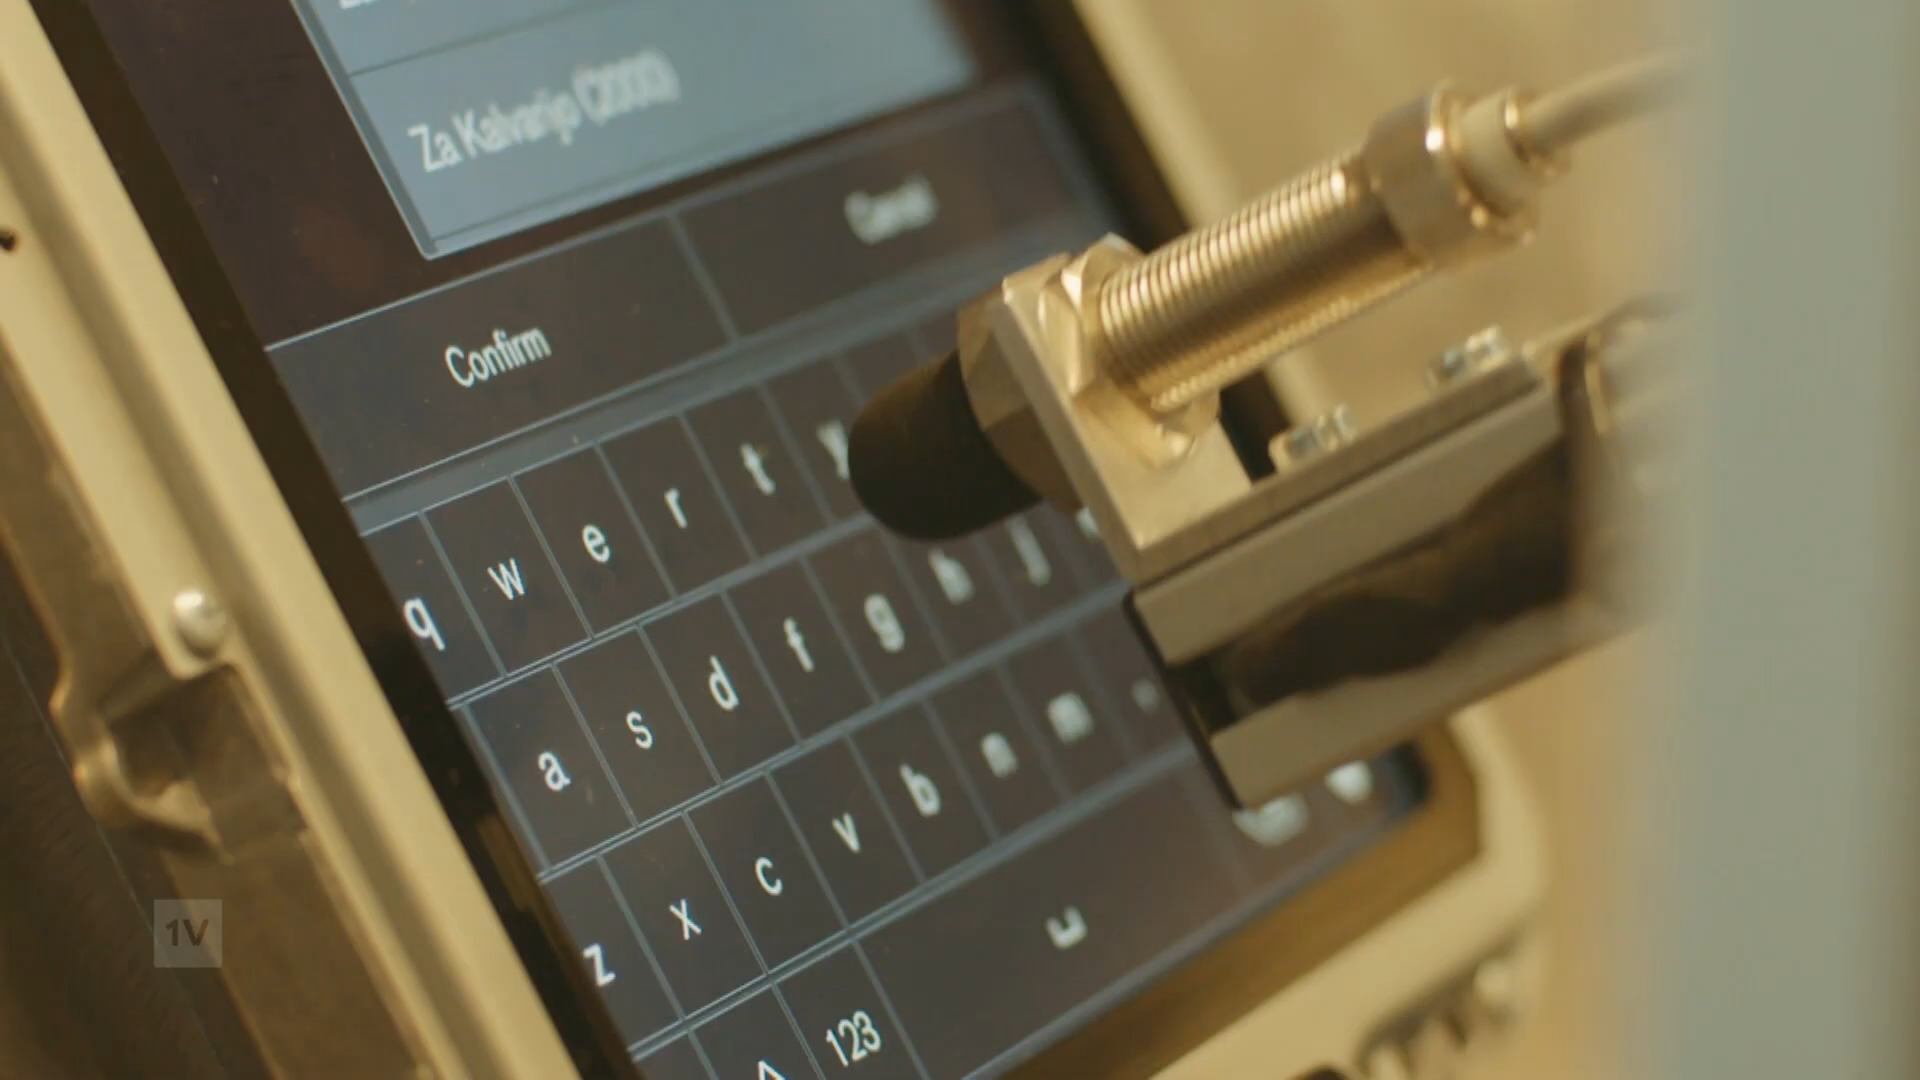 Za Kalvarijo (2000)
Confirm
Cancel
q w e r t y
a s d f g h j
z x c v b n m
123
1V